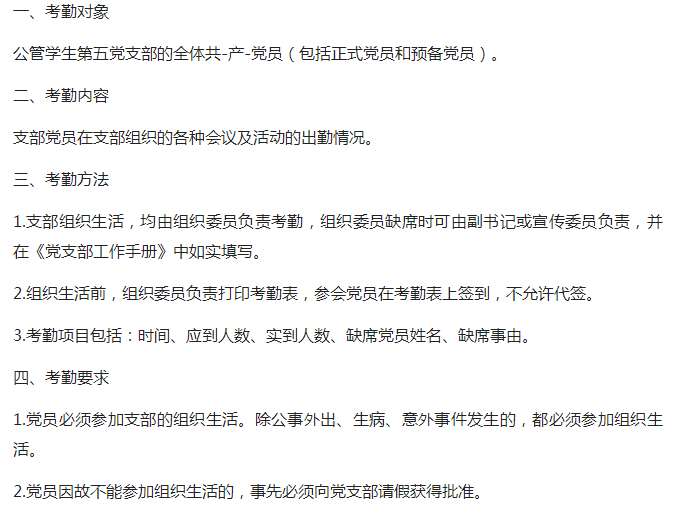 一、考勤对象
公管学生第五党支部的全体共-产-党员（包括正式党员和预备党员）。
二、考勤内容
支部党员在支部组织的各种会议及活动的出勤情况。
三、考勤方法
1.支部组织生活，均由组织委员负责考勤，组织委员缺席时可由副书记或宣传委员负责，并
在《党支部工作手册》中如实填写。
2.组织生活前，组织委员负责打印考勤表，参会党员在考勤表上签到，不允许代签。
3.考勤项目包括：时间、应到人数、实到人数、缺席党员姓名、缺席事由。
四、考勤要求
1.党员必须参加支部的组织生活。除公事外出、生病、意外事件发生的，都必须参加组织生
活。
2.党员因故不能参加组织生活的，事先必须向党支部请假获得批准。